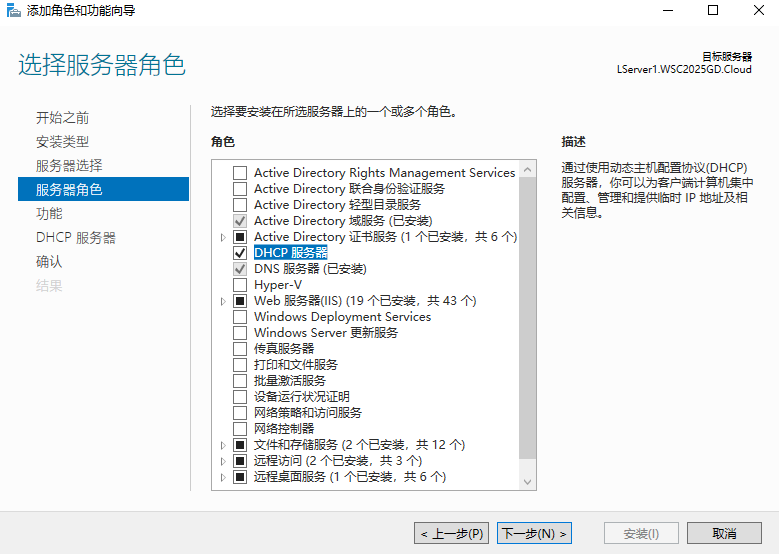 添加角色和功能向导
选择服务器角色
目标服务器
LServer1.WSC2025GD.Cloud
开始之前
安装类型
服务器选择
服务器角色
功能
DHCP 服务器
确认
结果
选择要安装在所选服务器上的一个或多个角色。
角色
Active Directory Rights Management Services
Active Directory 联合身份验证服务
Active Directory 轻型目录服务
Active Directory 域服务 (已安装)
Active Directory 证书服务 (1 个已安装，共 6 个)
DHCP 服务器
DNS 服务器 (已安装)
Hyper-V
Web 服务器(IIS) (19 个已安装，共 43 个)
Windows Deployment Services
Windows Server 更新服务
传真服务器
打印和文件服务
批量激活服务
设备运行状况证明
网络策略和访问服务
网络控制器
文件和存储服务 (2 个已安装，共 12 个)
远程访问 (2 个已安装，共 3 个)
远程桌面服务 (1 个已安装，共 6 个)
描述
通过使用动态主机配置协议(DHCP)
服务器，你可以为客户端计算机集中
配置、管理和提供临时 IP 地址及相
关信息。
< 上一步(P)
下一步(N) >
安装(I)
取消